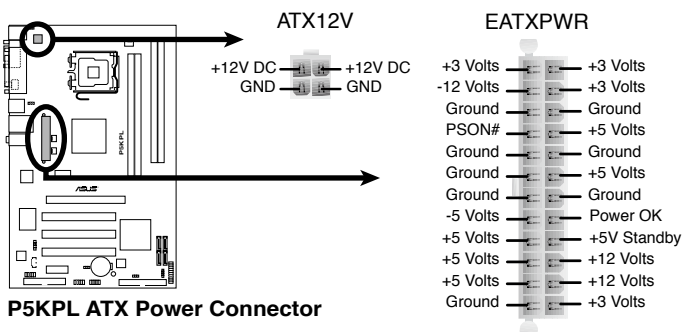 ATX12V
EATXPWR
+12V DC +12V DC
GND GND
+3 Volts +3 Volts
-12 Volts +3 Volts
Ground Ground
PSON# +5 Volts
Ground Ground
Ground +5 Volts
Ground Ground
-5 Volts Power OK
+5 Volts +5V Standby
+5 Volts +12 Volts
+5 Volts +12 Volts
Ground +3 Volts
P5KPL
ASUS
P5KPL ATX Power Connector